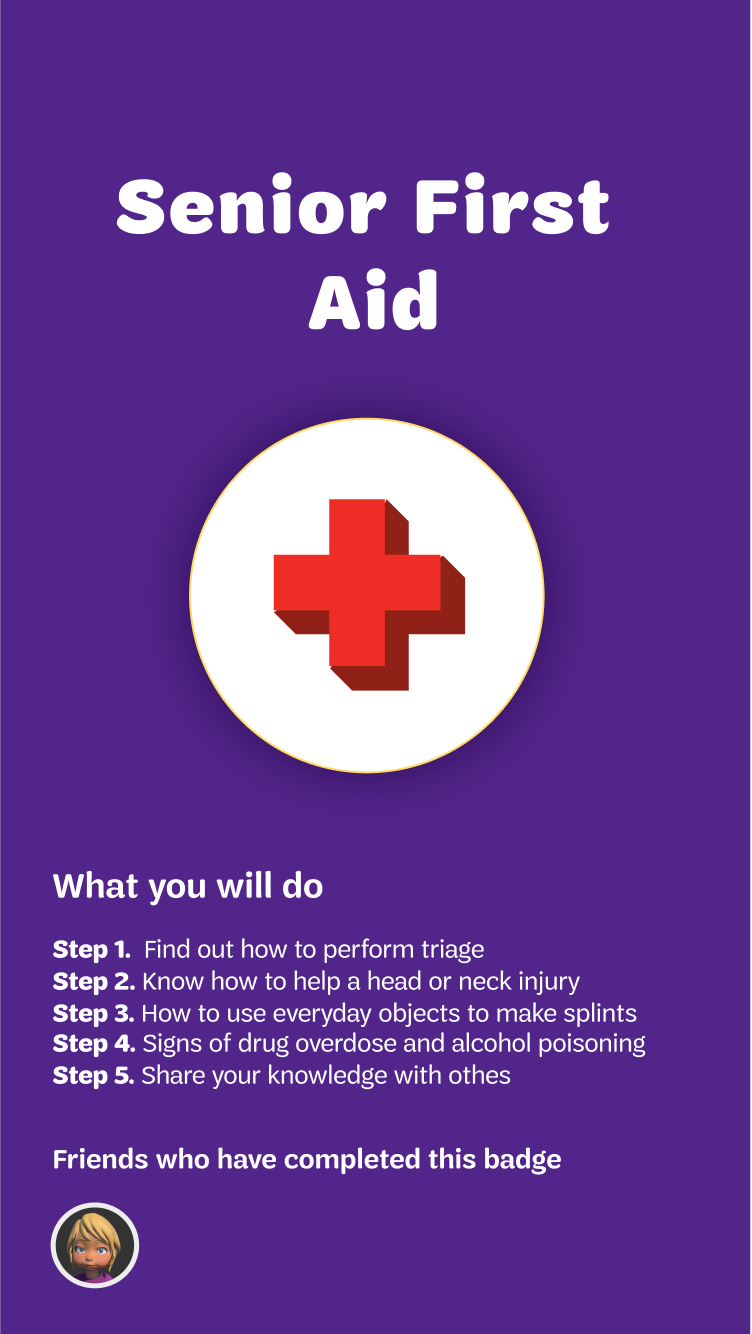 Senior First
Aid
What you will do
Step 1. Find out how to perform triage
Step 2. Know how to help a head or neck injury
Step 3. How to use everyday objects to make splints
Step 4. Signs of drug overdose and alcohol poisoning
Step 5. Share your knowledge with othes
Friends who have completed this badge